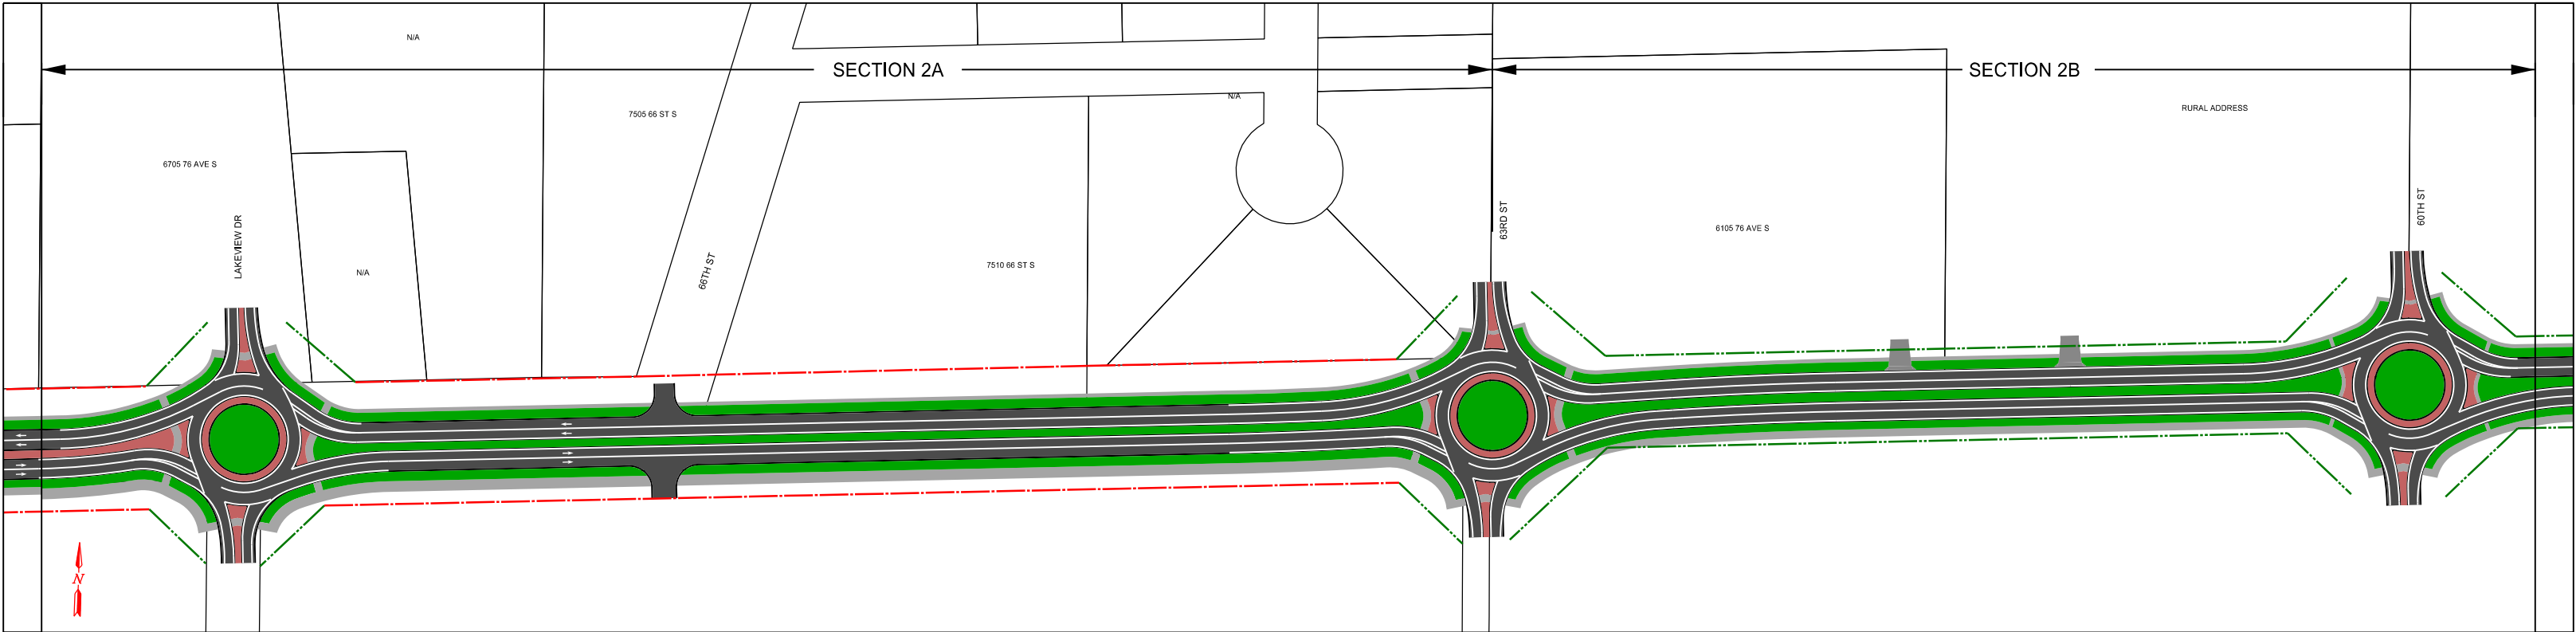 N/A
SECTION 2A
SECTION 2B
N/A
RURAL ADDRESS
7505 66 ST S
6705 76 AVE S
LAKEVIEW DR
63RD ST
60TH ST
6105 76 AVE S
66TH ST
7510 66 ST S
N/A
N